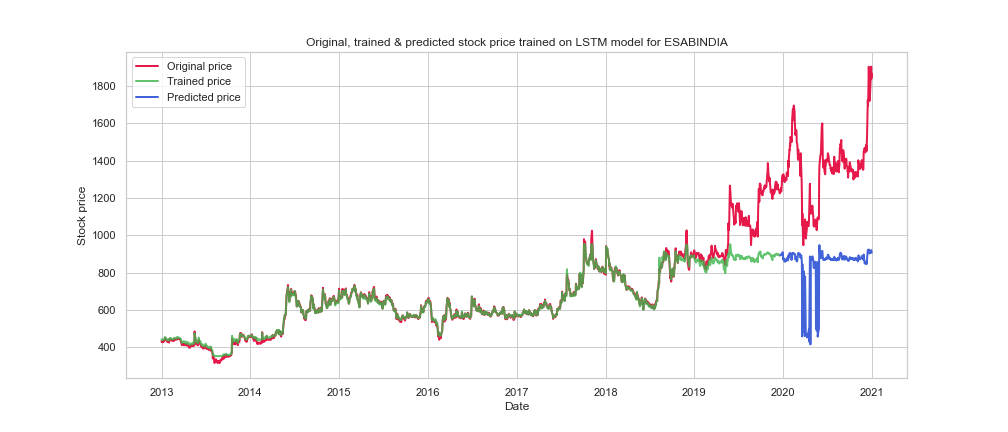 Original, trained & predicted stock price trained on LSTM model for ESABINDIA
Original price
Trained price
Predicted price
Stock price
1800
1600
1400
1200
1000
800
600
400
2013 2014 2015 2016 2017 2018 2019 2020 2021
Date